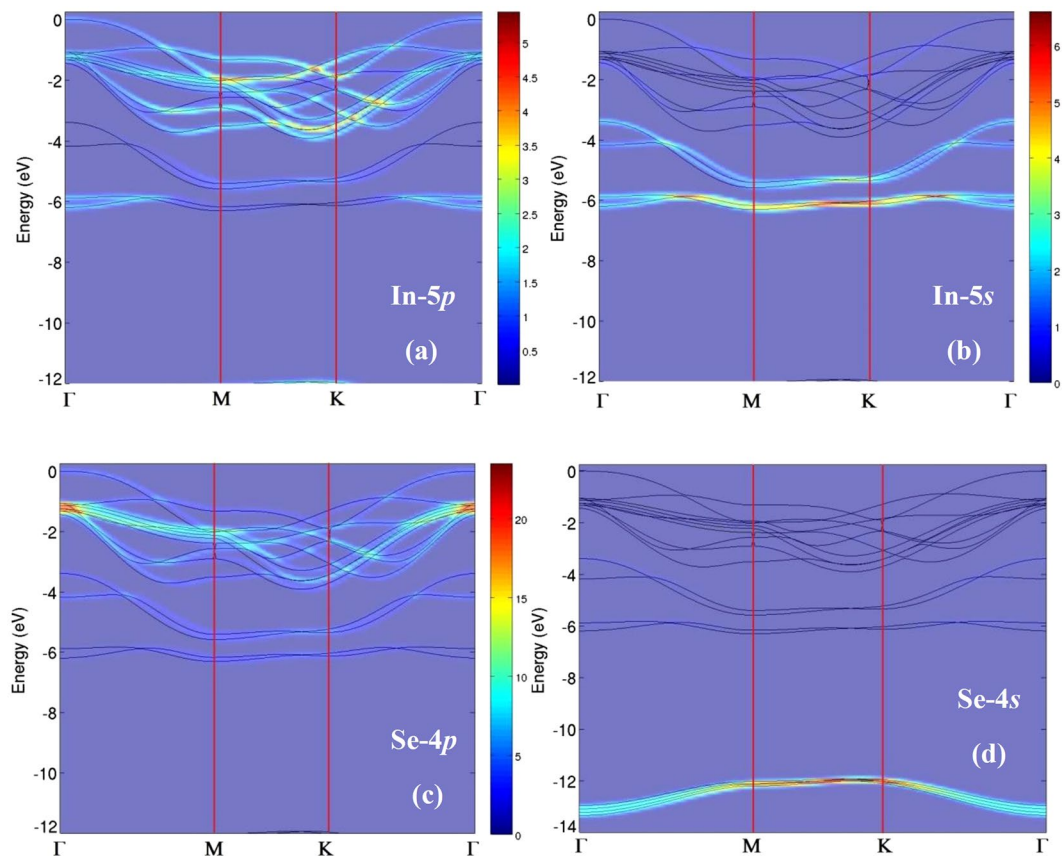 0
-2
-4
-6
-8
-10
-12
Energy (eV)
Γ
M
K
Γ
In-5p
(a)
5
4.5
4
3.5
3
2.5
2
1.5
1
0.5
0
-2
-4
-6
-8
-10
-12
Energy (eV)
Γ
M
K
Γ
In-5s
(b)
6
5
4
3
2
1
0
0
-2
-4
-6
-8
-10
-12
Energy (eV)
Γ
M
K
Γ
Se-4p
(c)
20
15
10
5
0
0
-2
-4
-6
-8
-10
-12
-14
Energy (eV)
Γ
M
K
Γ
Se-4s
(d)